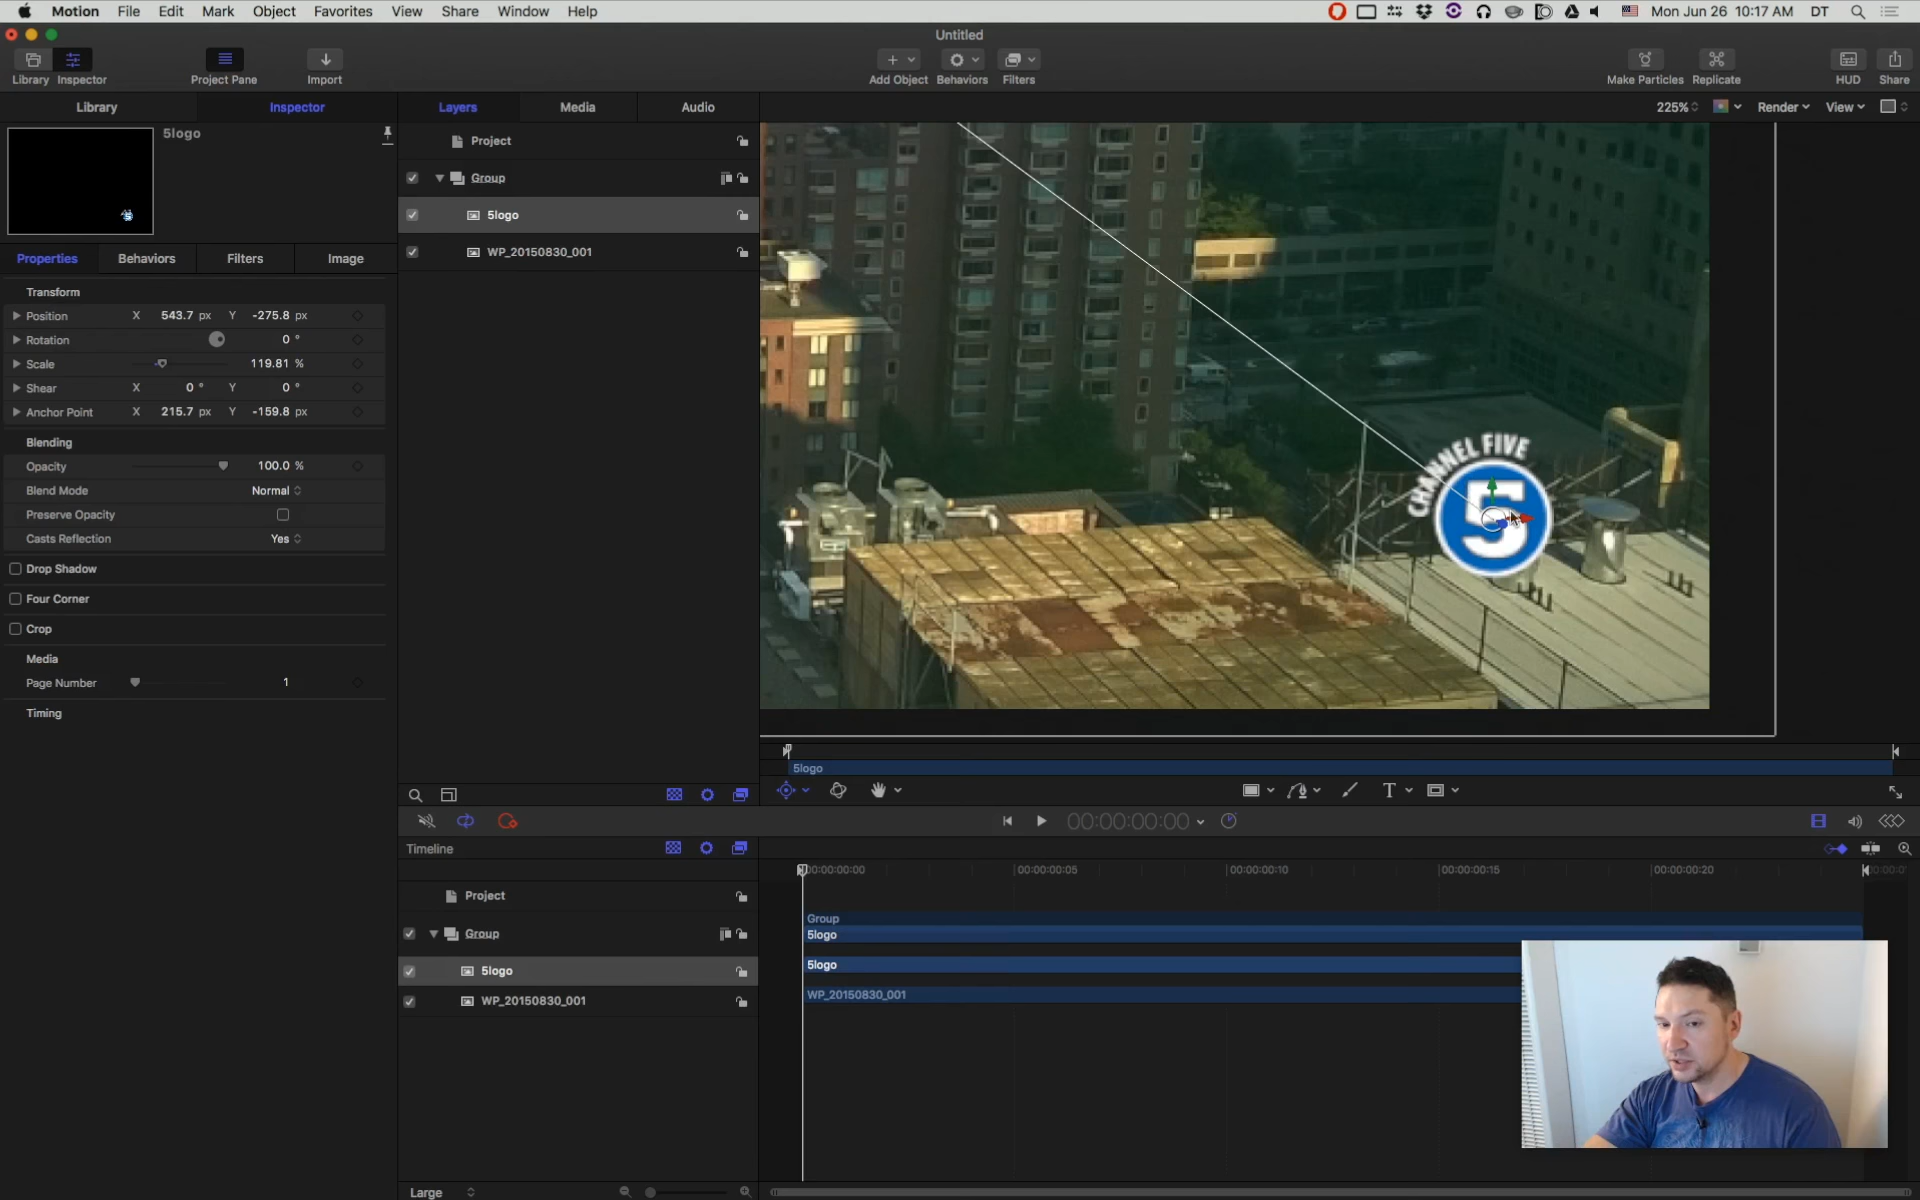 Motion File Edit Mark Object Favorites View Share Window Help Mon Jun 26 10:17 AM DT
Untitled
Library Inspector Project Pane Import Add Object Behaviors Filters Make Particles Replicate HUD Share
Library Inspector Layers Media Audio 225% Render View
5logo
Project
Group
5logo
WP_20150830_001
Properties Behaviors Filters Image
Transform
Position X 543.7 px Y -275.8 px
Rotation 0 °
Scale 119.81 %
Shear X 0 ° Y 0 °
Anchor Point X 215.7 px Y -159.8 px
Blending
Opacity 100.0 %
Blend Mode Normal
Preserve Opacity
Casts Reflection Yes
Drop Shadow
Four Corner
Crop
Media
Page Number 1
Timing
CHANNEL FIVE
5
5logo
T
00:00:00:00
Timeline
00:00:00:00 00:00:00:05 00:00:00:10 00:00:00:15 00:00:00:20
Project
Group
5logo
WP_20150830_001
Group
5logo
5logo
WP_20150830_001
Large